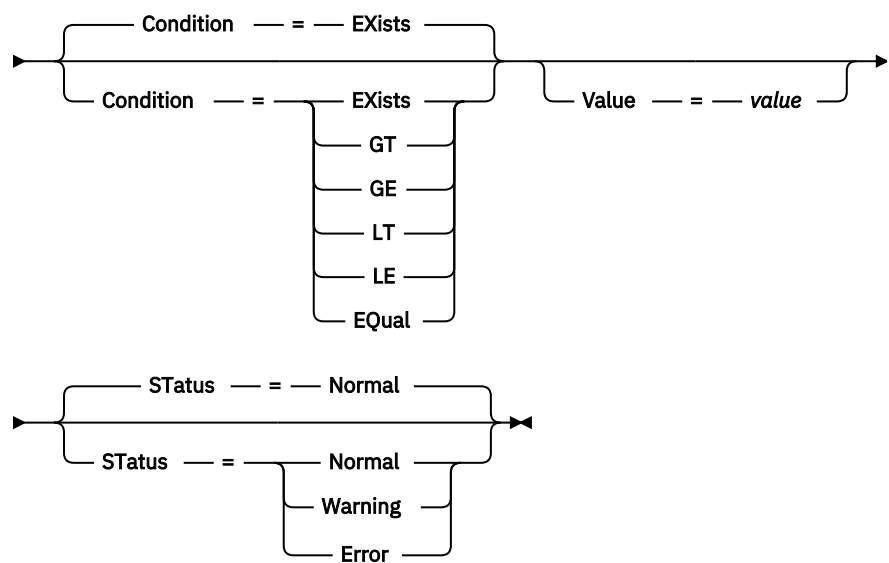 Condition = EXists
Condition = EXists Value = value
GT
GE
LT
LE
EQual
STatus = Normal
STatus = Normal
Warning
Error